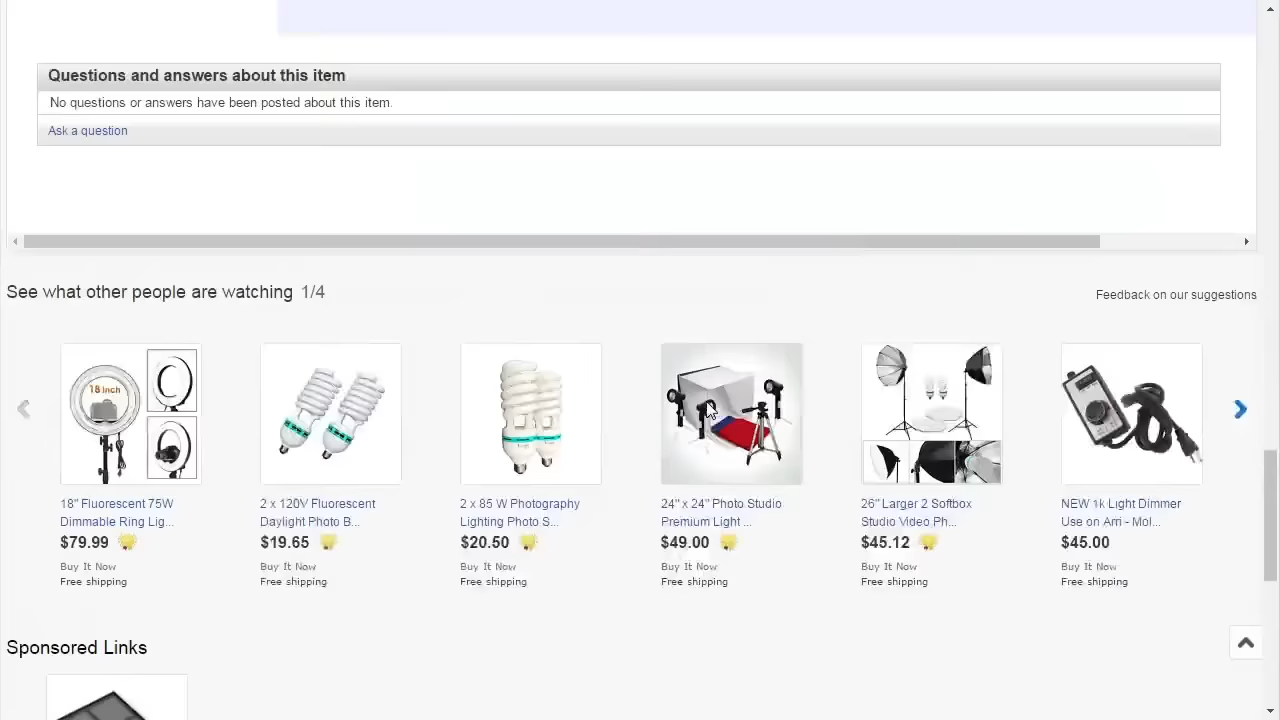 Questions and answers about this item
No questions or answers have been posted about this item.
Ask a question
See what other people are watching 1/4
Feedback on our suggestions
18 Inch
18" Fluorescent 75W
Dimmable Ring Lig...
$79.99
Buy It Now
Free shipping
2 x 120V Fluorescent
Daylight Photo B...
$19.65
Buy It Now
Free shipping
2 x 85 W Photography
Lighting Photo S...
$20.50
Buy It Now
Free shipping
24" x 24" Photo Studio
Premium Light ...
$49.00
Buy It Now
Free shipping
26" Larger 2 Softbox
Studio Video Ph...
$45.12
Buy It Now
Free shipping
NEW 1k Light Dimmer
Use on Arri - Mol...
$45.00
Buy It Now
Free shipping
Sponsored Links